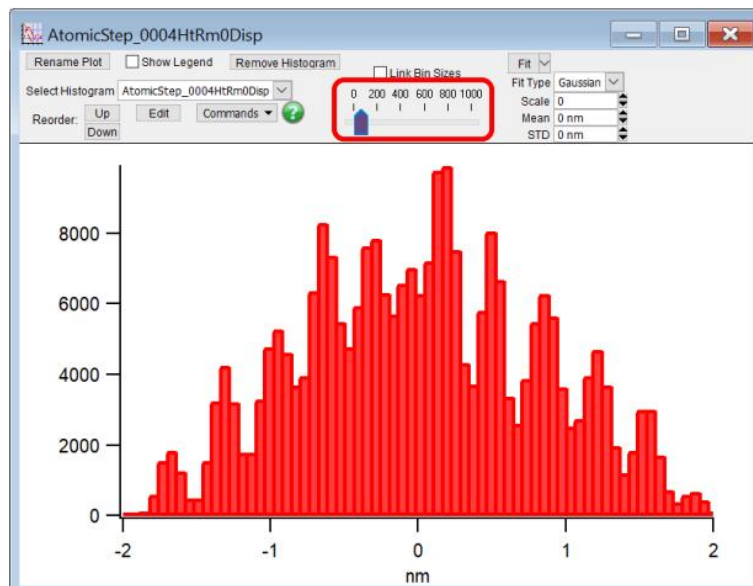 AtomicStep_0004HtRm0Disp
Rename Plot Show Legend Remove Histogram
Select Histogram AtomicStep_0004HtRm0Disp
Reorder: Up Edit Commands ?
Down
Link Bin Sizes
0 200 400 600 800 1000
Fit
Fit Type Gaussian
Scale 0
Mean 0 nm
STD 0 nm
8000
6000
4000
2000
0
-2 -1 0 1 2
nm